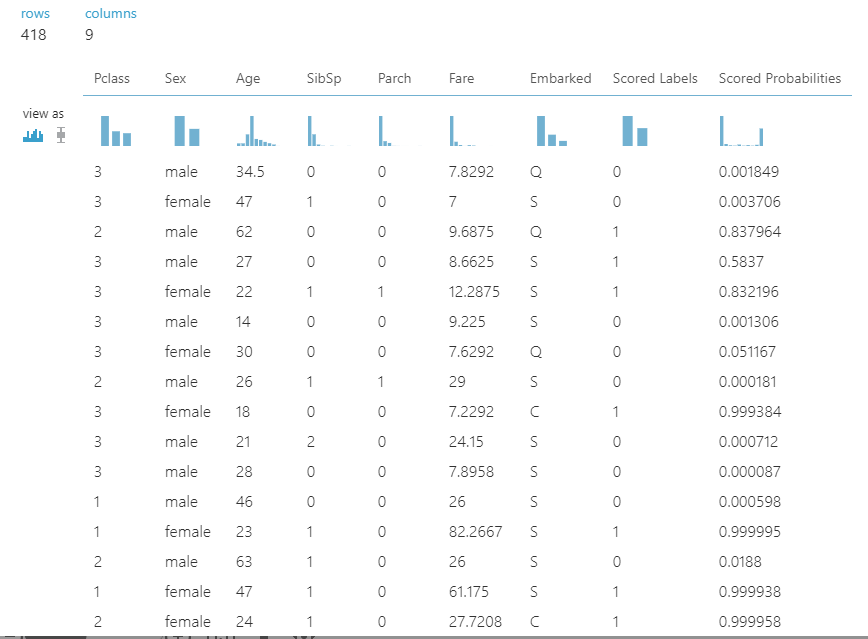 rows columns
418 9
Pclass Sex Age SibSp Parch Fare Embarked Scored Labels Scored Probabilities
view as
3 male 34.5 0 0 7.8292 Q 0 0.001849
3 female 47 1 0 7 S 0 0.003706
2 male 62 0 0 9.6875 Q 1 0.837964
3 male 27 0 0 8.6625 S 1 0.5837
3 female 22 1 1 12.2875 S 1 0.832196
3 male 14 0 0 9.225 S 0 0.001306
3 female 30 0 0 7.6292 Q 0 0.051167
2 male 26 1 1 29 S 0 0.000181
3 female 18 0 0 7.2292 C 1 0.999384
3 male 21 2 0 24.15 S 0 0.000712
3 male 28 0 0 7.8958 S 0 0.000087
1 male 46 0 0 26 S 0 0.000598
1 female 23 1 0 82.2667 S 1 0.999995
2 male 63 1 0 26 S 0 0.0188
1 female 47 1 0 61.175 S 1 0.999938
2 female 24 1 0 27.7208 C 1 0.999958